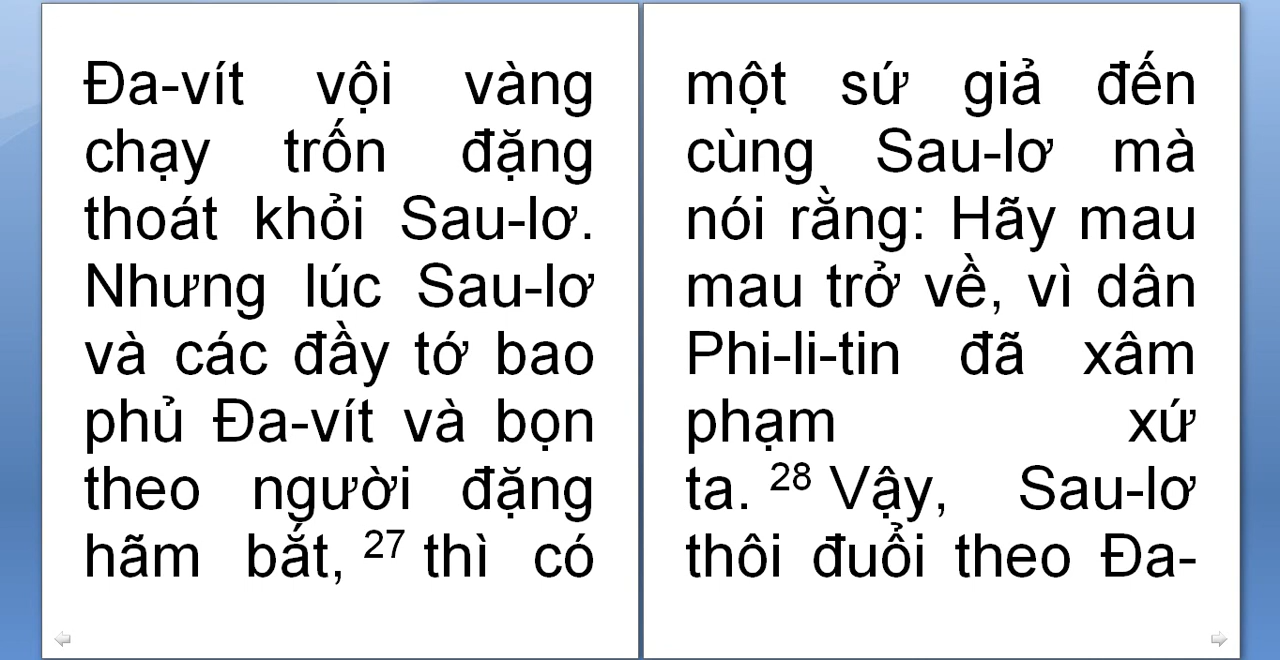 Đa-vít vội vàng
chạy trốn đặng
thoát khỏi Sau-lơ.
Nhưng lúc Sau-lơ
và các đầy tớ bao
phủ Đa-vít và bọn
theo người đặng
hãm bắt, 27 thì có
một sứ giả đến
cùng Sau-lơ mà
nói rằng: Hãy mau
mau trở về, vì dân
Phi-li-tin đã xâm
phạm xứ
ta. 28 Vậy, Sau-lơ
thôi đuổi theo Đa-